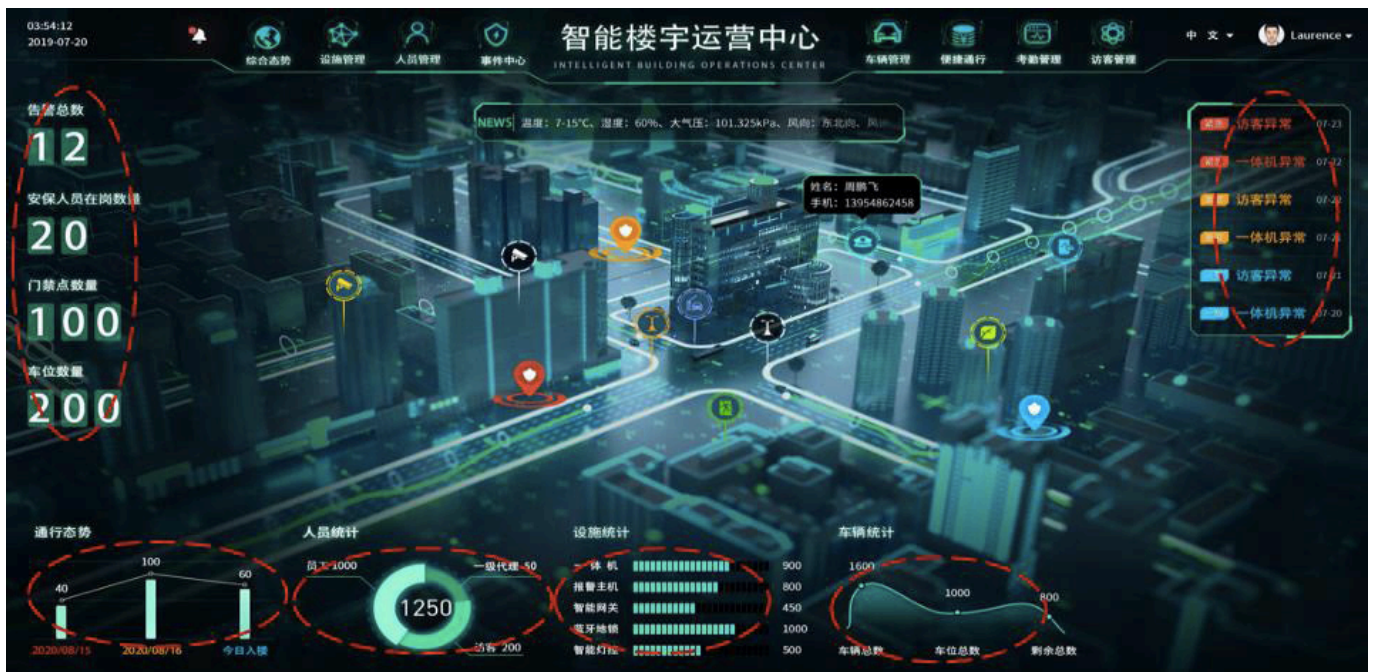 03:54:12
2019-07-20
综合态势
设施管理
人员管理
事件中心
智能楼宇运营中心
INTELLIGENT BUILDING OPERATIONS CENTER
车辆管理
便捷通行
考勤管理
访客管理
中 文
Laurence
NEWS 温度：7-15℃、湿度：60%、大气压：101.325kPa、风向：东北向、风
告警总数
12
安保人员在岗数量
20
门禁点数量
100
车位数量
200
姓名：周鹏飞
手机：13954862458
访客异常 07-23
一体机异常 07-22
访客异常 07-22
一体机异常 07-21
访客异常 07-21
一体机异常 07-20
通行态势
40
100
60
2020/08/15
2020/08/16
今日入楼
人员统计
员工 1000
一级代理 50
1250
访客 200
设施统计
一 体 机 900
报警主机 800
智能网关 450
蓝牙地锁 1000
智能灯控 500
车辆统计
1600
1000
800
车辆总数
车位总数
剩余总数